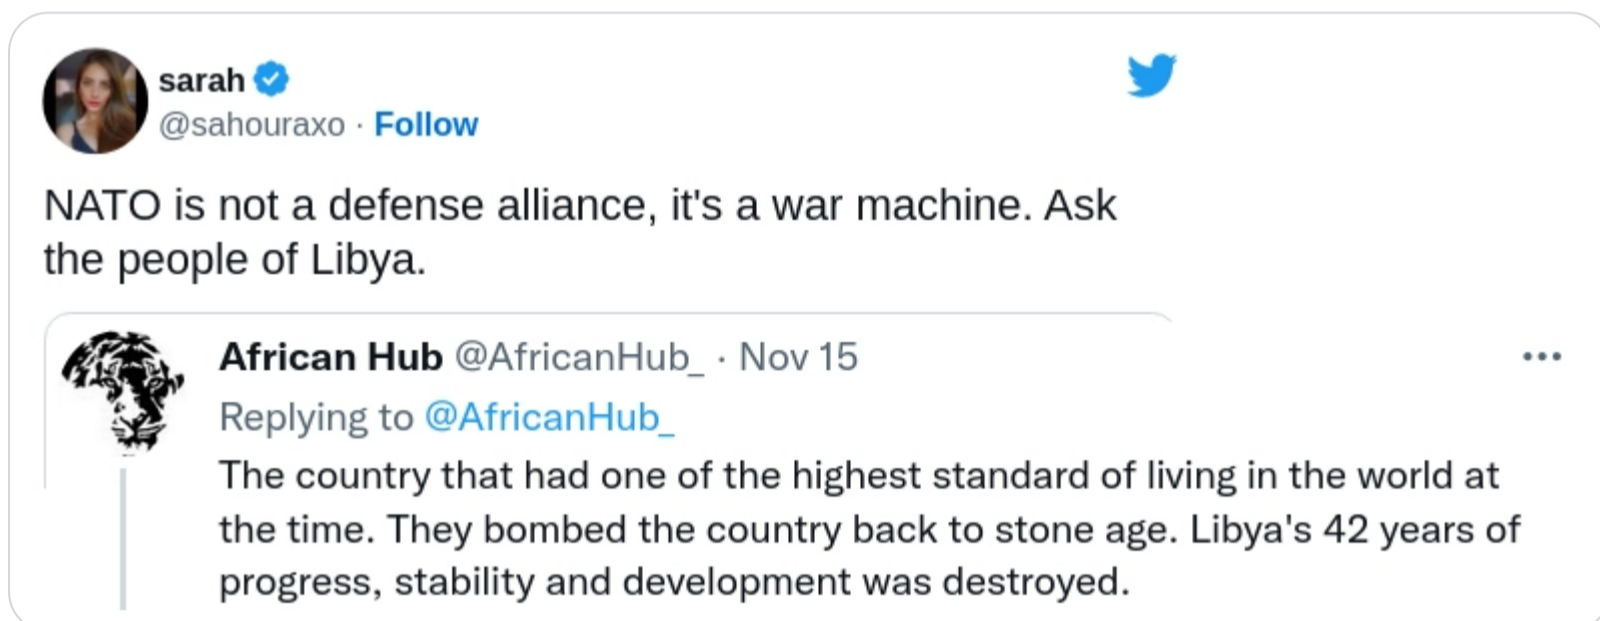 sarah
@sahouraxo · Follow
NATO is not a defense alliance, it's a war machine. Ask
the people of Libya.
African Hub @AfricanHub_ · Nov 15
Replying to @AfricanHub_
The country that had one of the highest standard of living in the world at
the time. They bombed the country back to stone age. Libya's 42 years of
progress, stability and development was destroyed.